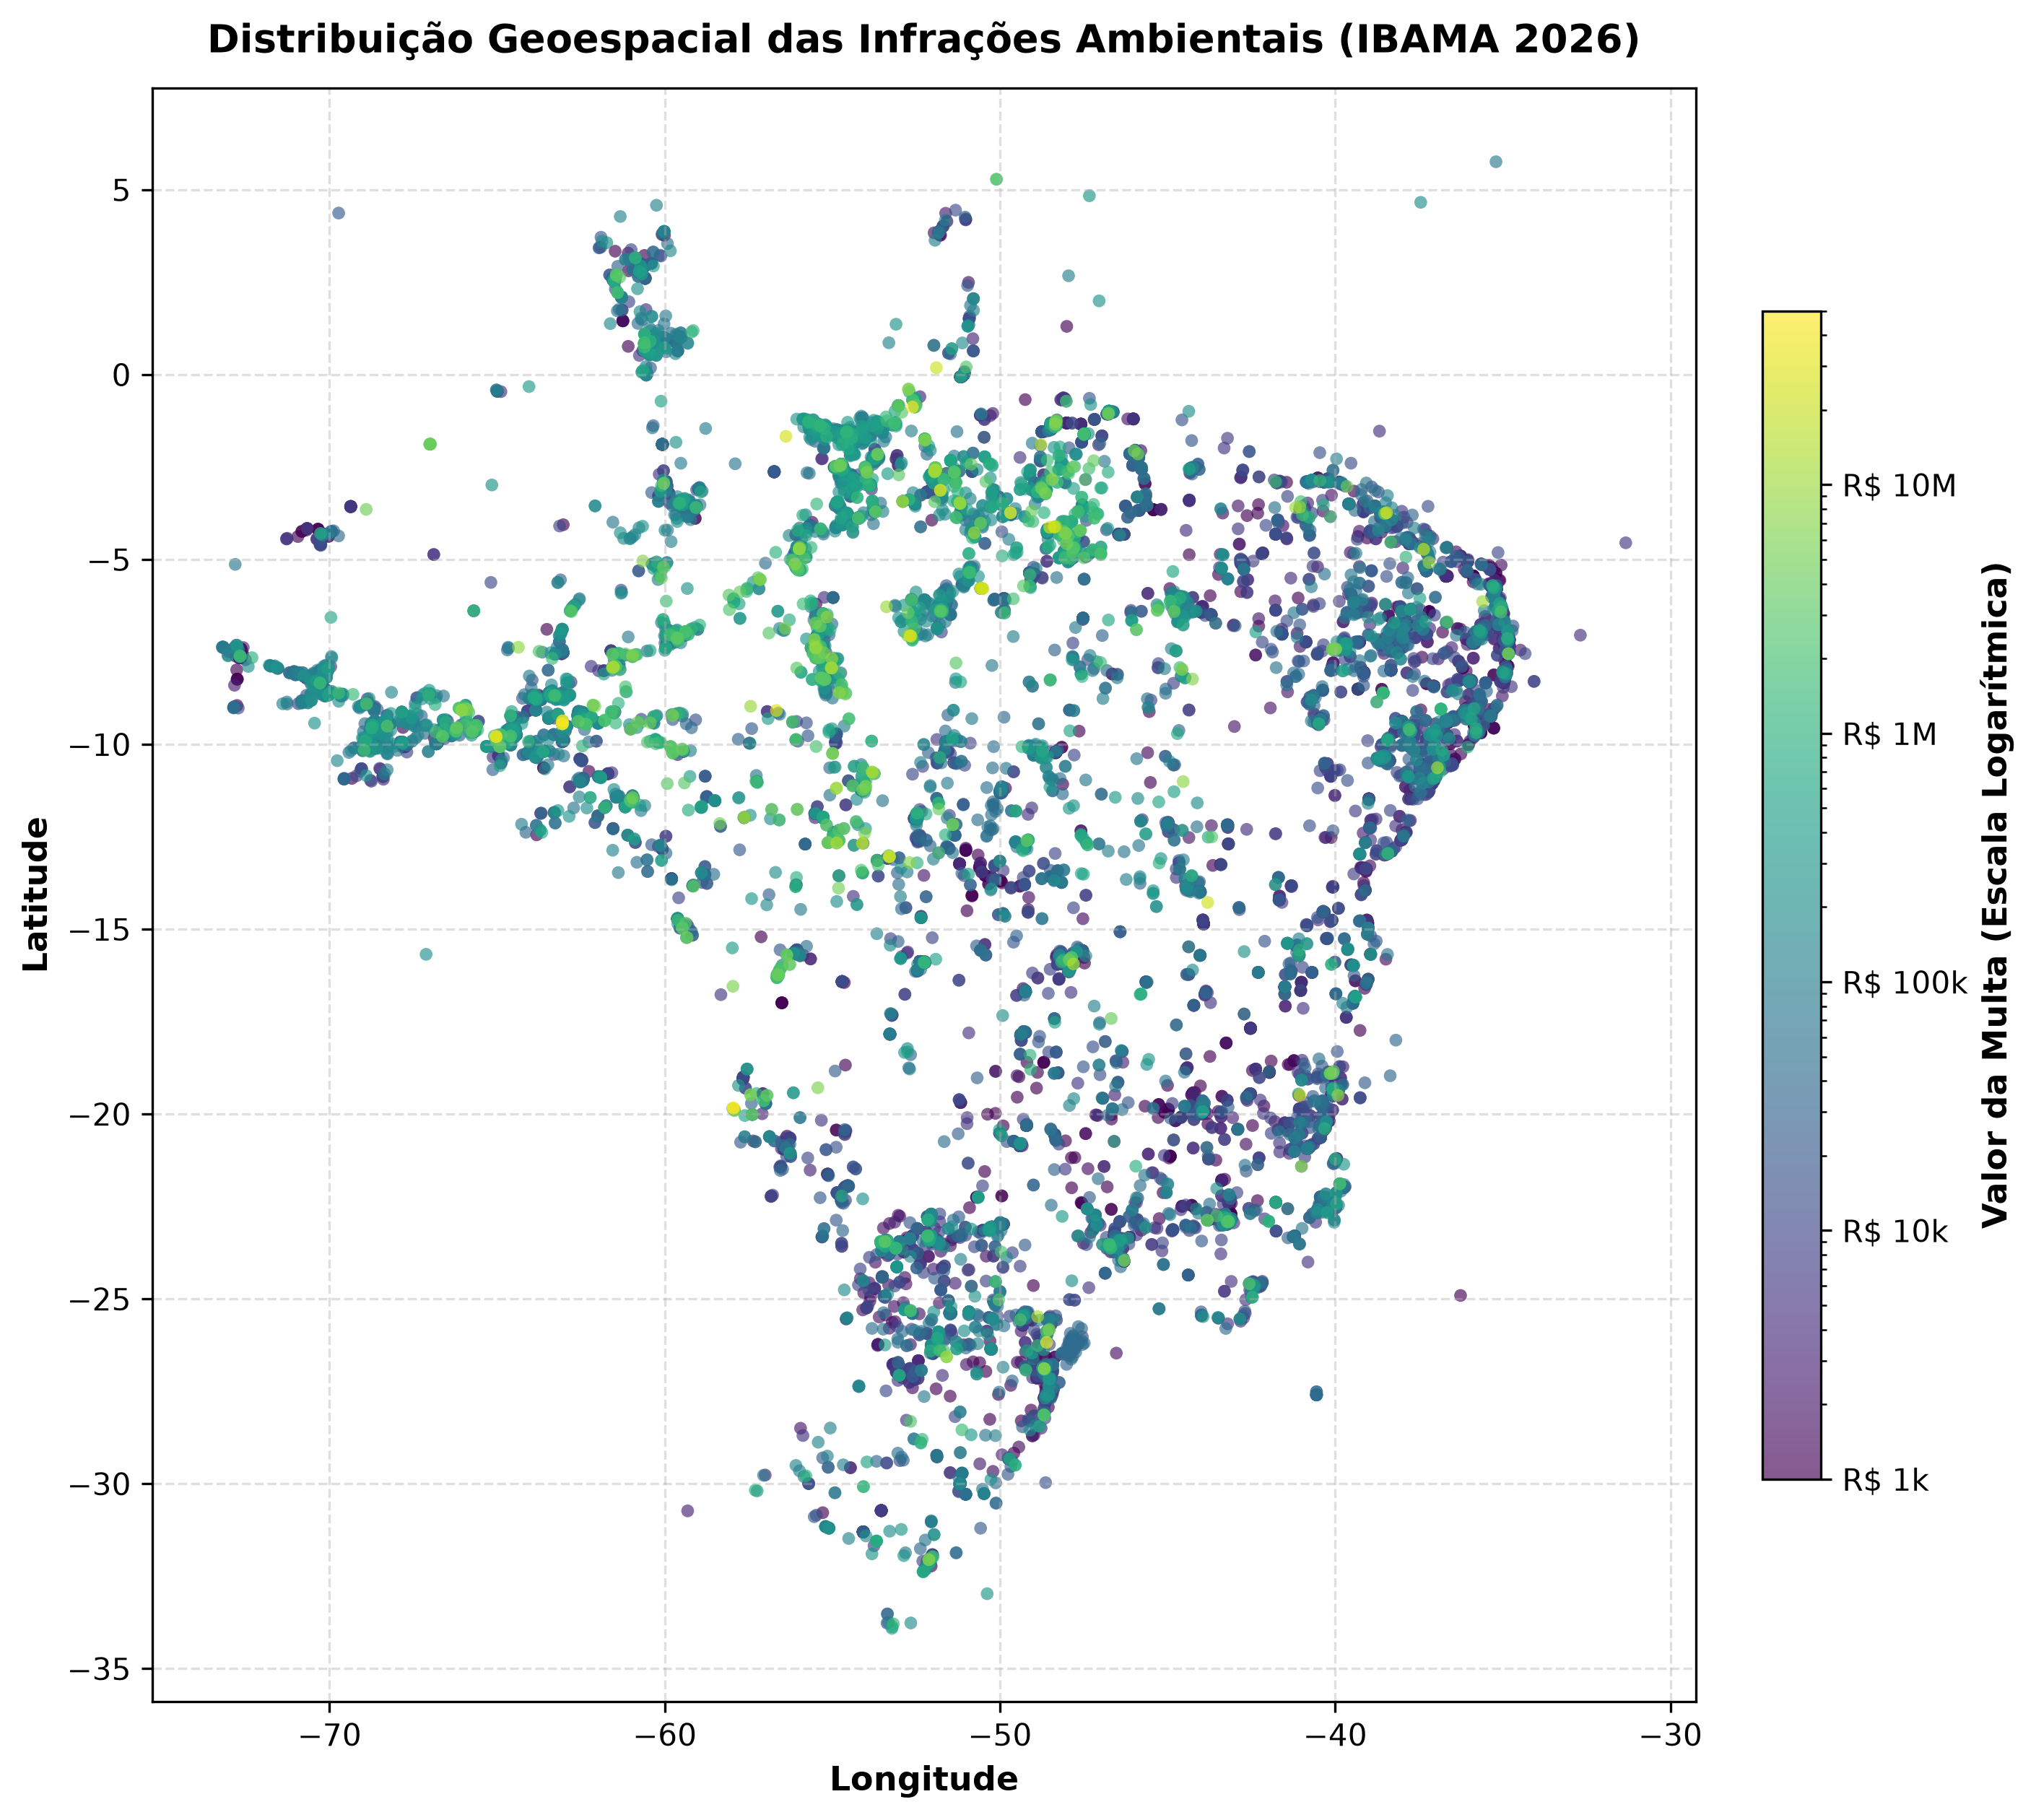 Distribuição Geoespacial das Infrações Ambientais (IBAMA 2026)
5
0
−5
−10
−15
−20
−25
−30
−35
Latitude
−70
−60
−50
−40
−30
Longitude
R$ 10M
R$ 1M
R$ 100k
R$ 10k
R$ 1k
Valor da Multa (Escala Logarítmica)